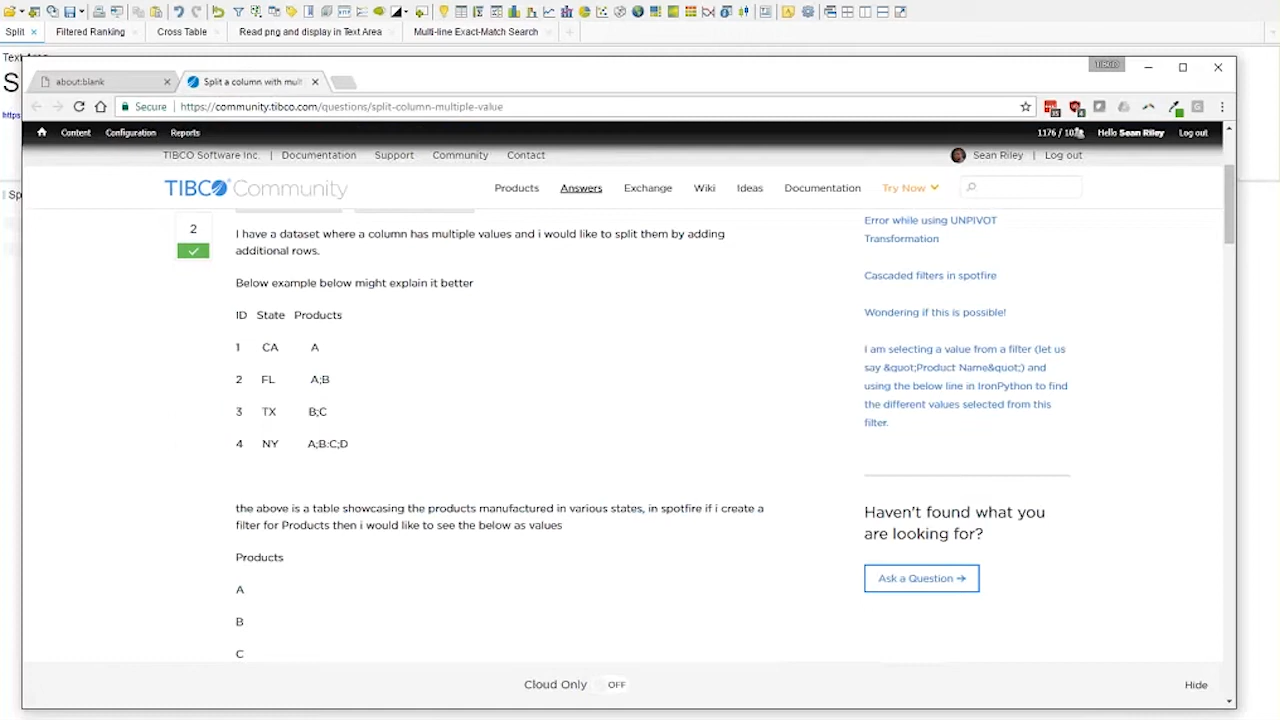 Split
Filtered Ranking
Cross Table
Read png and display in Text Area
Multi-line Exact-Match Search
Text Area
S
https
Sp
TIBCO
about:blank
Split a column with mult
Secure
https://community.tibco.com/questions/split-column-multiple-value
Content
Configuration
Reports
Hello Sean Riley
Log out
TIBCO Software Inc.
Documentation
Support
Community
Contact
Sean Riley
Log out
TIBCO Community
Products
Answers
Exchange
Wiki
Ideas
Documentation
Try Now
2
I have a dataset where a column has multiple values and i would like to split them by adding
additional rows.
Below example below might explain it better
ID State Products
1 CA A
2 FL A;B
3 TX B;C
4 NY A;B:C;D
the above is a table showcasing the products manufactured in various states, in spotfire if i create a
filter for Products then i would like to see the below as values
Products
A
B
C
Error while using UNPIVOT
Transformation
Cascaded filters in spotfire
Wondering if this is possible!
I am selecting a value from a filter (let us
say &quot;Product Name&quot;) and
using the below line in IronPython to find
the different values selected from this
filter.
Haven't found what you
are looking for?
Ask a Question
Cloud Only
OFF
Hide